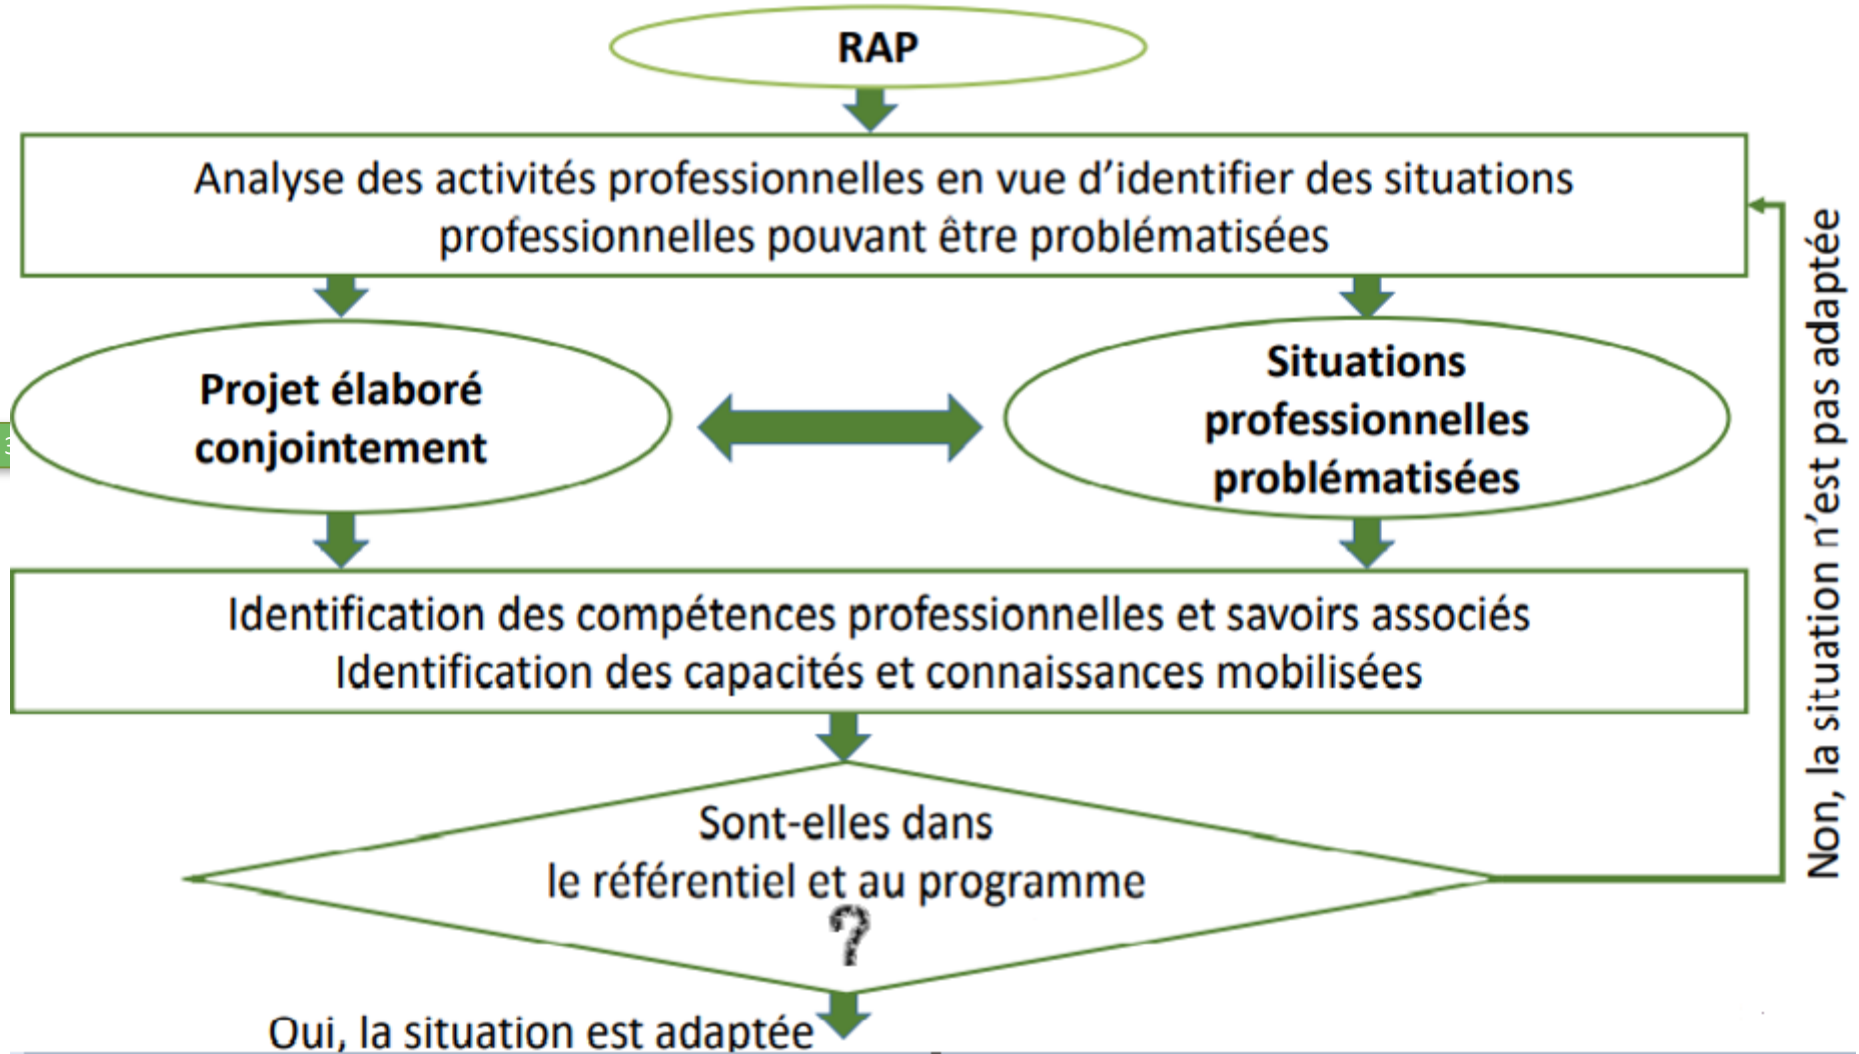 RAP
Analyse des activités professionnelles en vue d’identifier des situations
professionnelles pouvant être problématisées
Projet élaboré
conjointement
Situations
professionnelles
problématisées
Identification des compétences professionnelles et savoirs associés
Identification des capacités et connaissances mobilisées
Sont-elles dans
le référentiel et au programme
?
Non, la situation n’est pas adaptée
Oui, la situation est adaptée